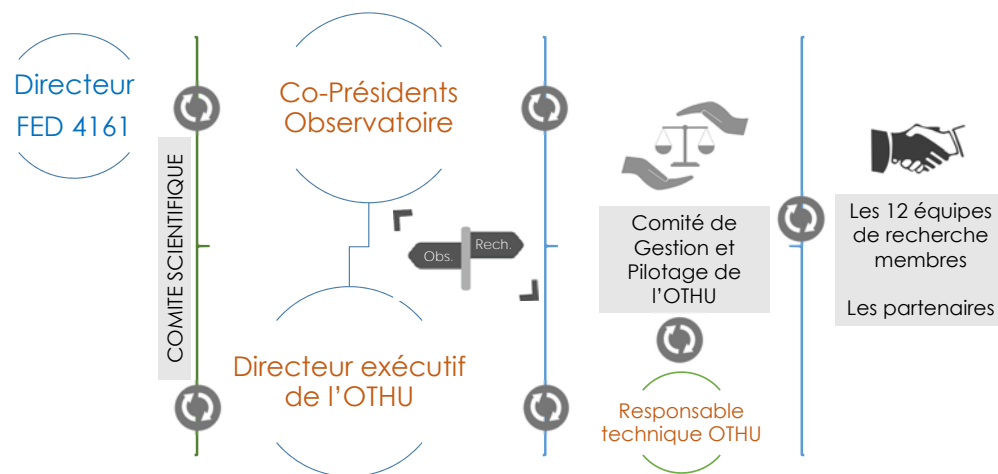 Directeur
FED 4161
COMITE SCIENTIFIQUE
Co-Présidents
Observatoire
Obs.
Rech.
Directeur exécutif
de l'OTHU
Comité de
Gestion et
Pilotage de
l'OTHU
Responsable
technique OTHU
Les 12 équipes
de recherche
membres
Les partenaires